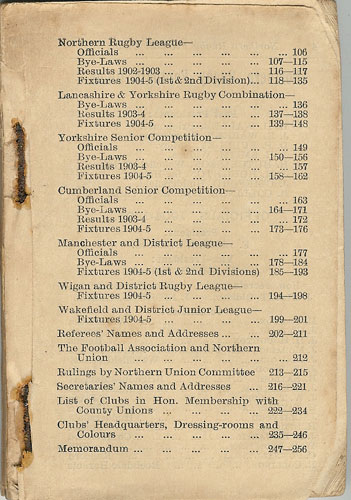 Northern Rugby League—
Officials ... ... ... ... ... ... 106
Bye-Laws ... ... ... ... 107—115
Results 1902-1903 ... ... ... ... 116—117
Fixtures 1904-5 (1st & 2nd Division)... 118—135
Lancashire & Yorkshire Rugby Combination—
Bye-Laws ... ... ... ... ... 136
Results 1903-4 ... ... ... 137—138
Fixtures 1904-5 ... ... ... 139—148
Yorkshire Senior Competition—
Officials ... ... ... ... ... 149
Bye-Laws ... ... ... ... 150—156
Results 1903-4 ... ... ... ... 157
Fixtures 1904-5 ... ... ... 158—162
Cumberland Senior Competition—
Officials ... ... ... ... ... 163
Bye-Laws ... ... ... ... 164—171
Results 1903-4 ... ... ... ... 172
Fixtures 1904-5 ... ... ... 173—176
Manchester and District League—
Officials ... ... ... ... ... 177
Bye-Laws ... ... ... ... 178—184
Fixtures 1904-5 (1st & 2nd Divisions) 185—193
Wigan and District Rugby League—
Fixtures 1904-5 ... ... ... 194—198
Wakefield and District Junior League—
Fixtures 1904-5 ... ... ... 199—201
Referees' Names and Addresses ... ... 202—211
The Football Association and Northern
Union ... ... ... ... ... 212
Rulings by Northern Union Committee 213—215
Secretaries' Names and Addresses ... 216—221
List of Clubs in Hon. Membership with
County Unions ... ... ... ... 222—234
Clubs' Headquarters, Dressing-rooms and
Colours ... ... ... ... ... 235—246
Memorandum ... ... ... ... ... 247—256